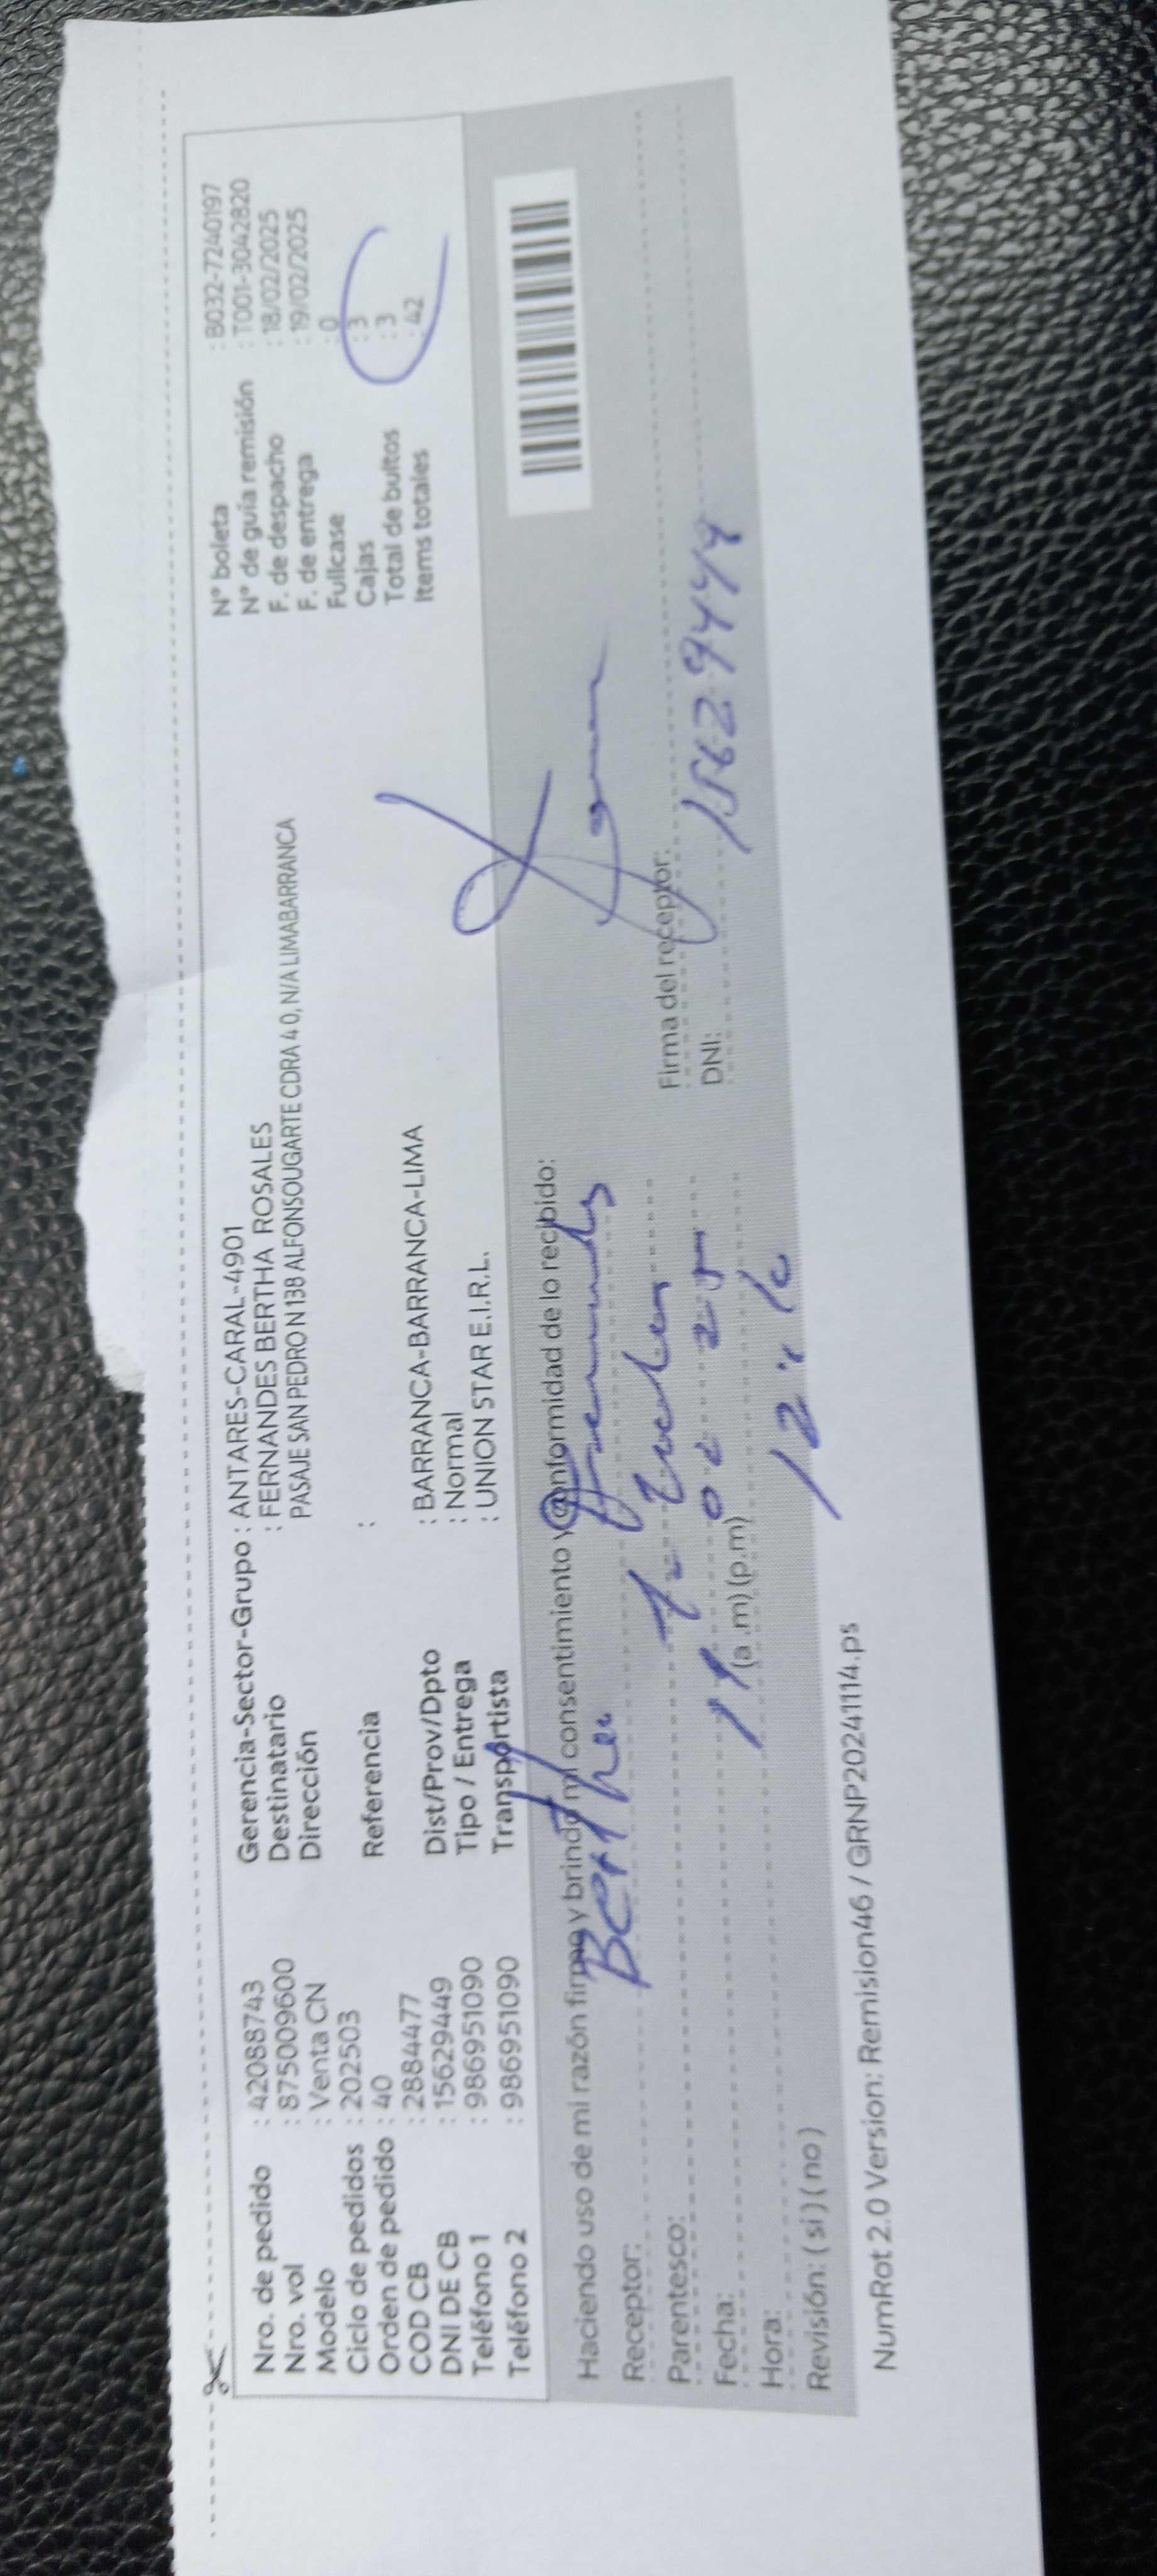 Nro. de pedido : 42088743
Nro. vol : 875009600
Modelo : Venta CN
Ciclo de pedidos : 202503
Orden de pedido : 40
COD CB : 2884477
DNI DE CB : 15629449
Teléfono 1 : 986951090
Teléfono 2 : 986951090
Gerencia-Sector-Grupo : ANTARES-CARAL-4901
Destinatario : FERNANDES BERTHA ROSALES
Dirección PASAJE SAN PEDRO N 138 ALFONSOUGARTE CDRA 4 0, N/A LIMABARRANCA
Referencia :
Dist/Prov/Dpto : BARRANCA-BARRANCA-LIMA
Tipo / Entrega : Normal
Transportista : UNION STAR E.I.R.L.
N° boleta : B032-7240197
N° de guía remisión : T001-3042820
F. de despacho : 18/02/2025
F. de entrega : 19/02/2025
Fullcase : 0
Cajas : 3
Total de bultos : 3
Items totales : 42
Haciendo uso de mi razón firmo y brindo mi consentimiento y conformidad de lo recibido:
Receptor: Bertha
Parentesco:
Fecha:
Hora: (a .m) (p.m)
Revisión: ( si ) ( no )
Firma del receptor:
DNI:
NumRot 2.0 Version: Remision46 / GRNP20241114.ps